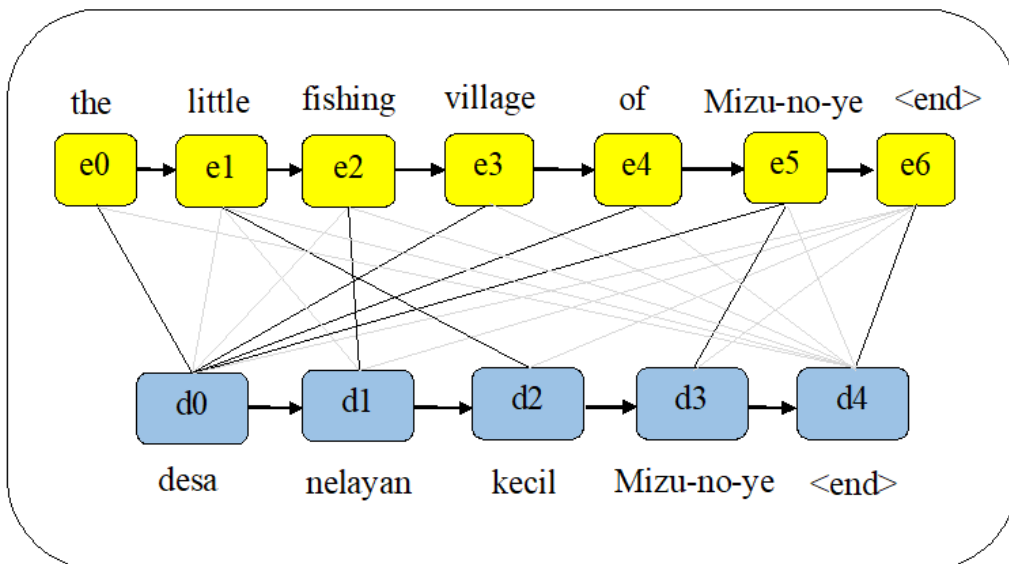 the little fishing village of Mizu-no-ye <end>
e0 e1 e2 e3 e4 e5 e6
d0 d1 d2 d3 d4
desa nelayan kecil Mizu-no-ye <end>